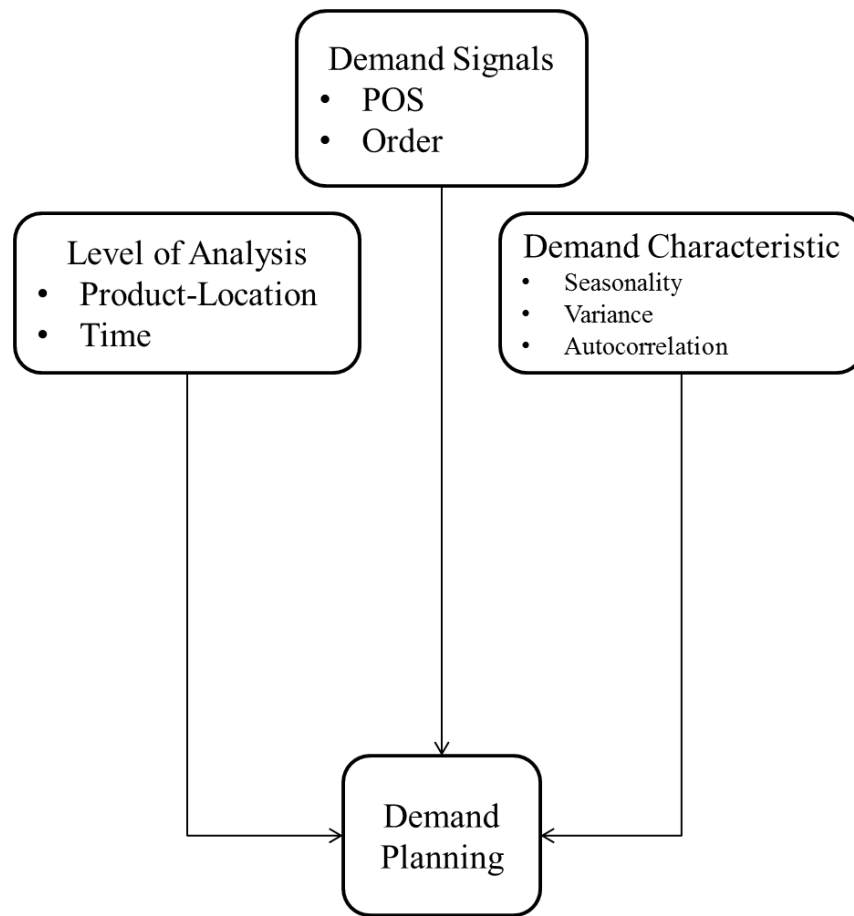 Demand Signals
• POS
• Order
Level of Analysis
• Product-Location
• Time
Demand Characteristic
• Seasonality
• Variance
• Autocorrelation
Demand
Planning